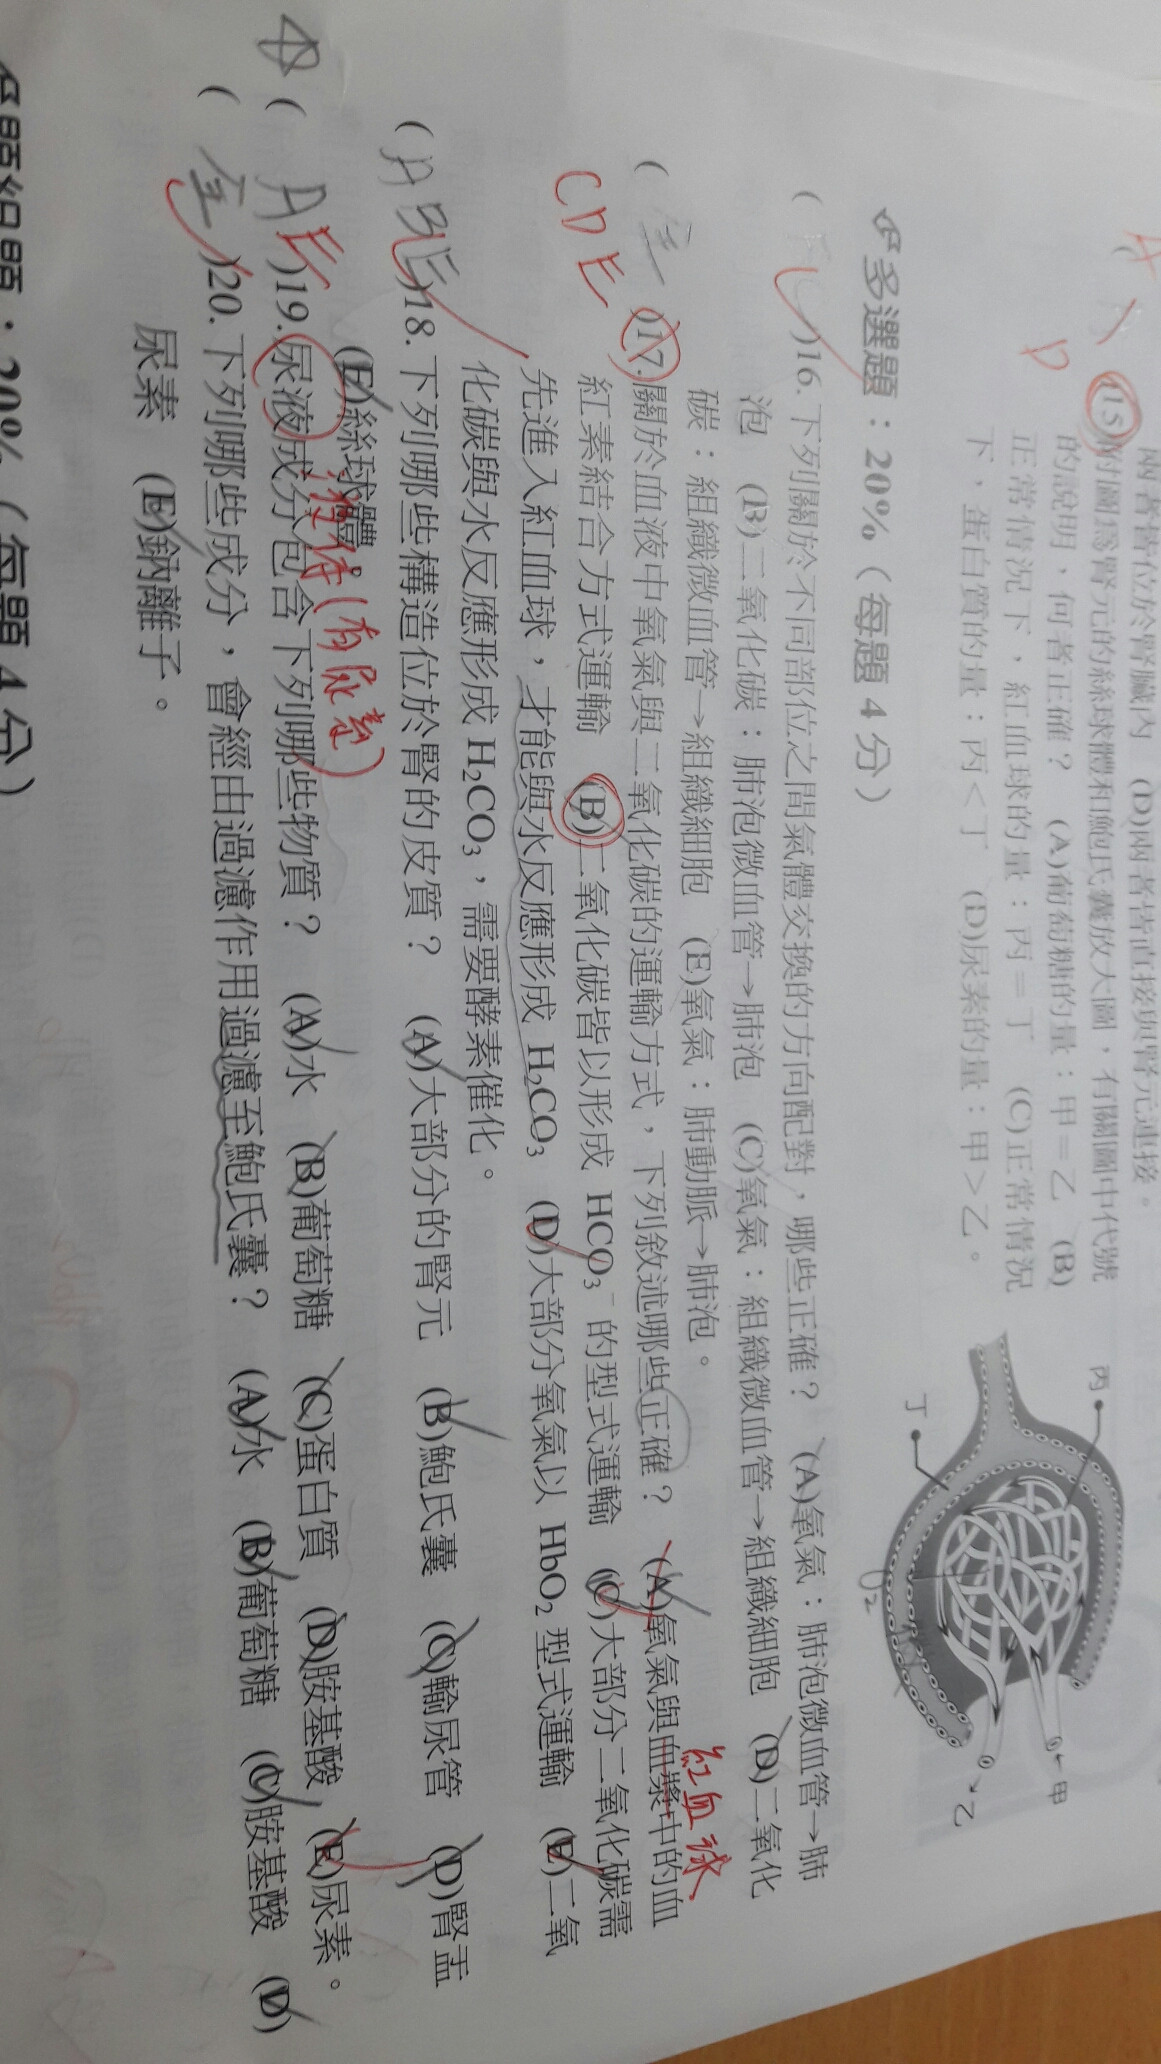 兩者皆位於腎臟內 (D)兩者皆直接與腎元連接。
D
(15)附圖為腎元的絲球體和鮑氏囊放大圖，有關圖中代號
的說明，何者正確？ (A)葡萄糖的量：甲＝乙 (B)
正常情況下，紅血球的量：丙＝丁 (C)正常情況
下，蛋白質的量：丙＜丁 (D)尿素的量：甲＞乙。
丙
丁
甲
乙
O2
多選題：20%（每題 4 分）
( )16. 下列關於不同部位之間氣體交換的方向配對，哪些正確？ (A)氧氣：肺泡微血管→肺
泡 (B)二氧化碳：肺泡微血管→肺泡 (C)氧氣：組織微血管→組織細胞 (D)二氧化
碳：組織微血管→組織細胞 (E)氧氣：肺動脈→肺泡。
紅血球
(全)17. 關於血液中氧氣與二氧化碳的運輸方式，下列敘述哪些正確？ (A)氧氣與血漿中的血
CDE
紅素結合方式運輸 (B)二氧化碳皆以形成 HCO3⁻ 的型式運輸 (C)大部分二氧化碳需
先進入紅血球，才能與水反應形成 H2CO3 (D)大部分氧氣以 HbO2 型式運輸 (E)二氧
化碳與水反應形成 H2CO3，需要酵素催化。
(ABE)18. 下列哪些構造位於腎的皮質？ (A)大部分的腎元 (B)鮑氏囊 (C)輸尿管 (D)腎盂
(E)絲球體。
液体(有尿素)
(AE)19. 尿液成分包含下列哪些物質？ (A)水 (B)葡萄糖 (C)蛋白質 (D)胺基酸 (E)尿素。
(全)20. 下列哪些成分，會經由過濾作用過濾至鮑氏囊？ (A)水 (B)葡萄糖 (C)胺基酸 (D)
尿素 (E)鈉離子。
題組題：20%（每題 4 分）